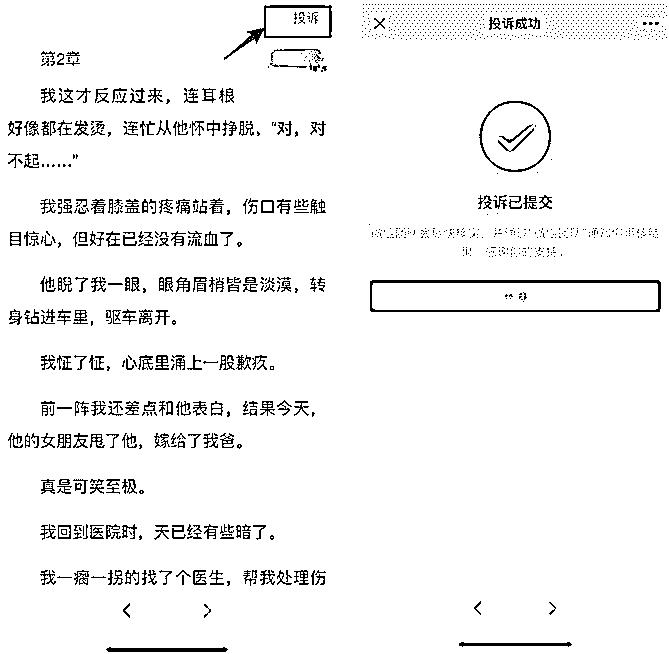 投诉
第2章
我这才反应过来，连耳根
好像都在发烫，连忙从他怀中挣脱，“对，对
不起……”
我强忍着膝盖的疼痛站着，伤口有些触
目惊心，但好在已经没有流血了。
他睨了我一眼，眼角眉梢皆是淡漠，转
身钻进车里，驱车离开。
我怔了怔，心底里涌上一股歉疚。
前一阵我还差点和他表白，结果今天，
他的女朋友甩了他，嫁给了我爸。
真是可笑至极。
我回到医院时，天已经有些暗了。
我一瘸一拐的找了个医生，帮我处理伤
投诉成功
投诉已提交